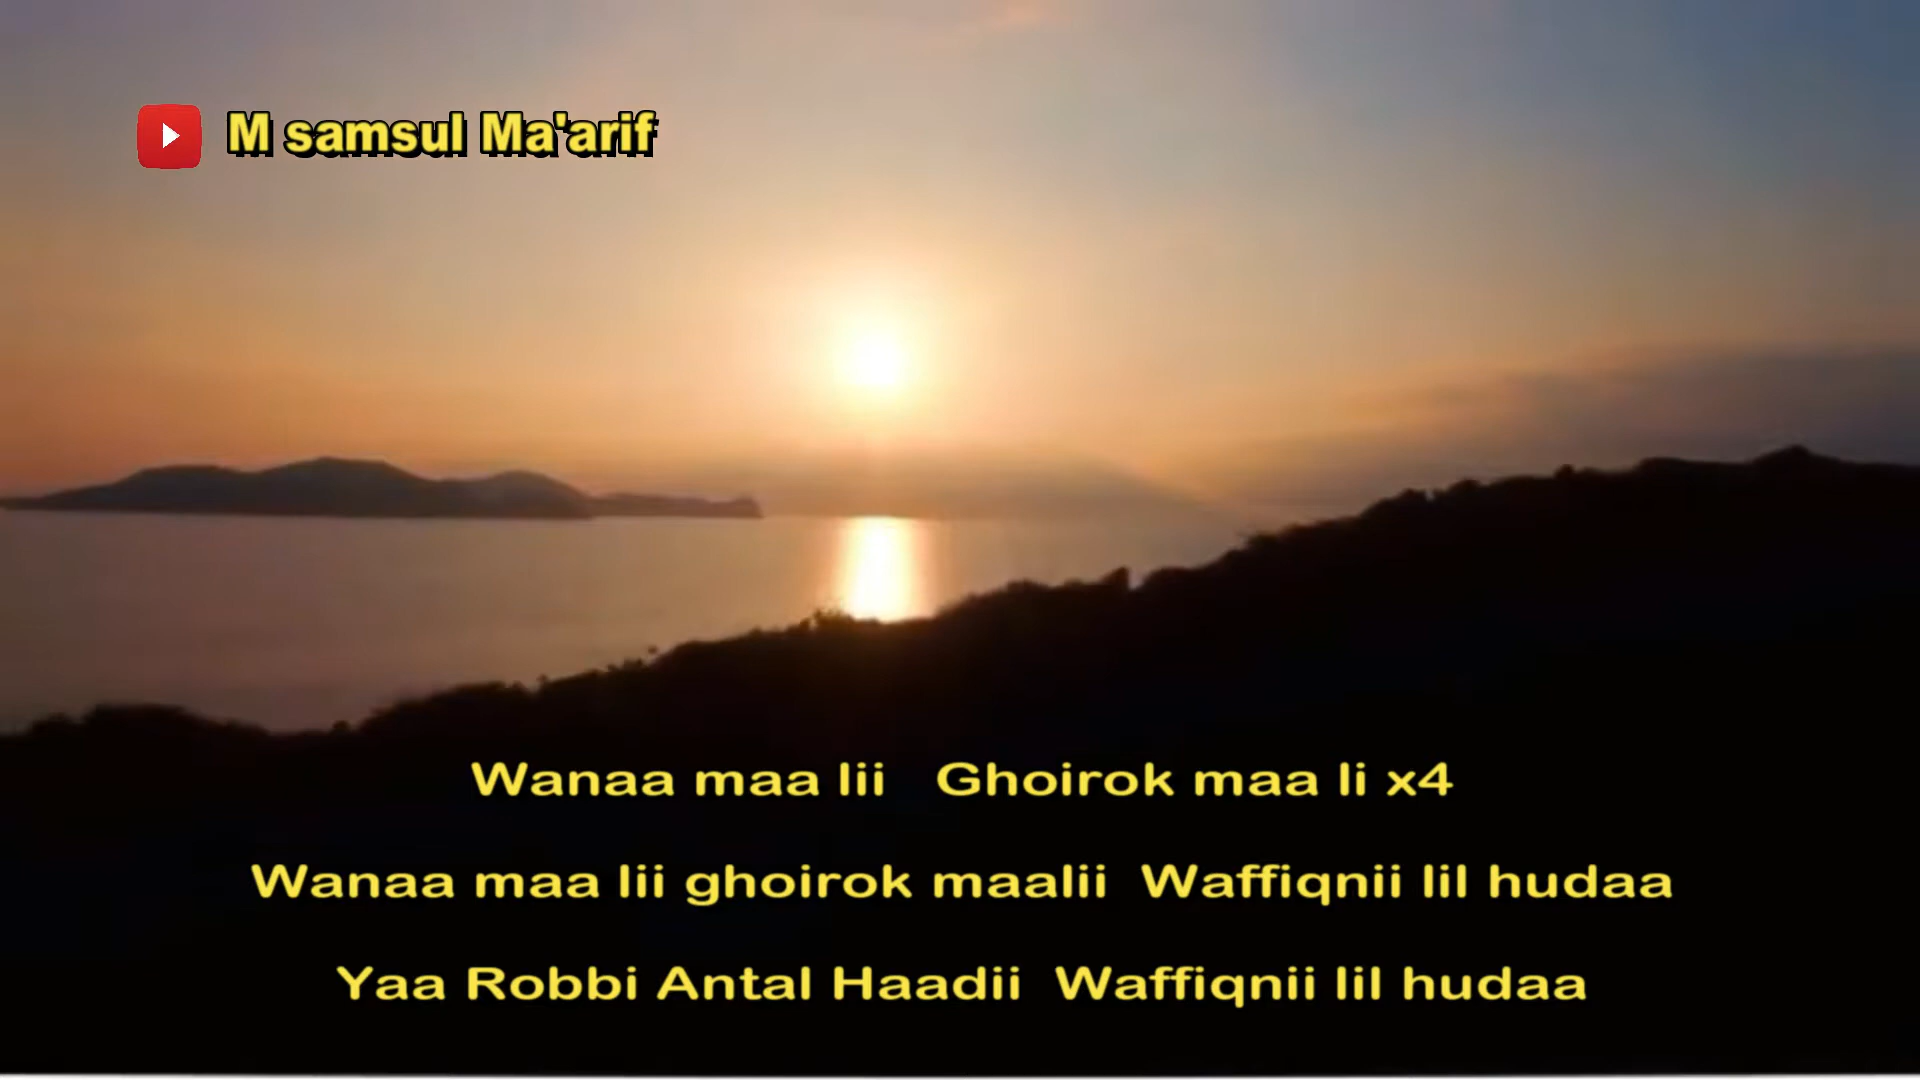 M samsul Ma'arif
Wanaa maa lii Ghoirok maa li x4
Wanaa maa lii ghoirok maalii Waffiqnii lil hudaa
Yaa Robbi Antal Haadii Waffiqnii lil hudaa